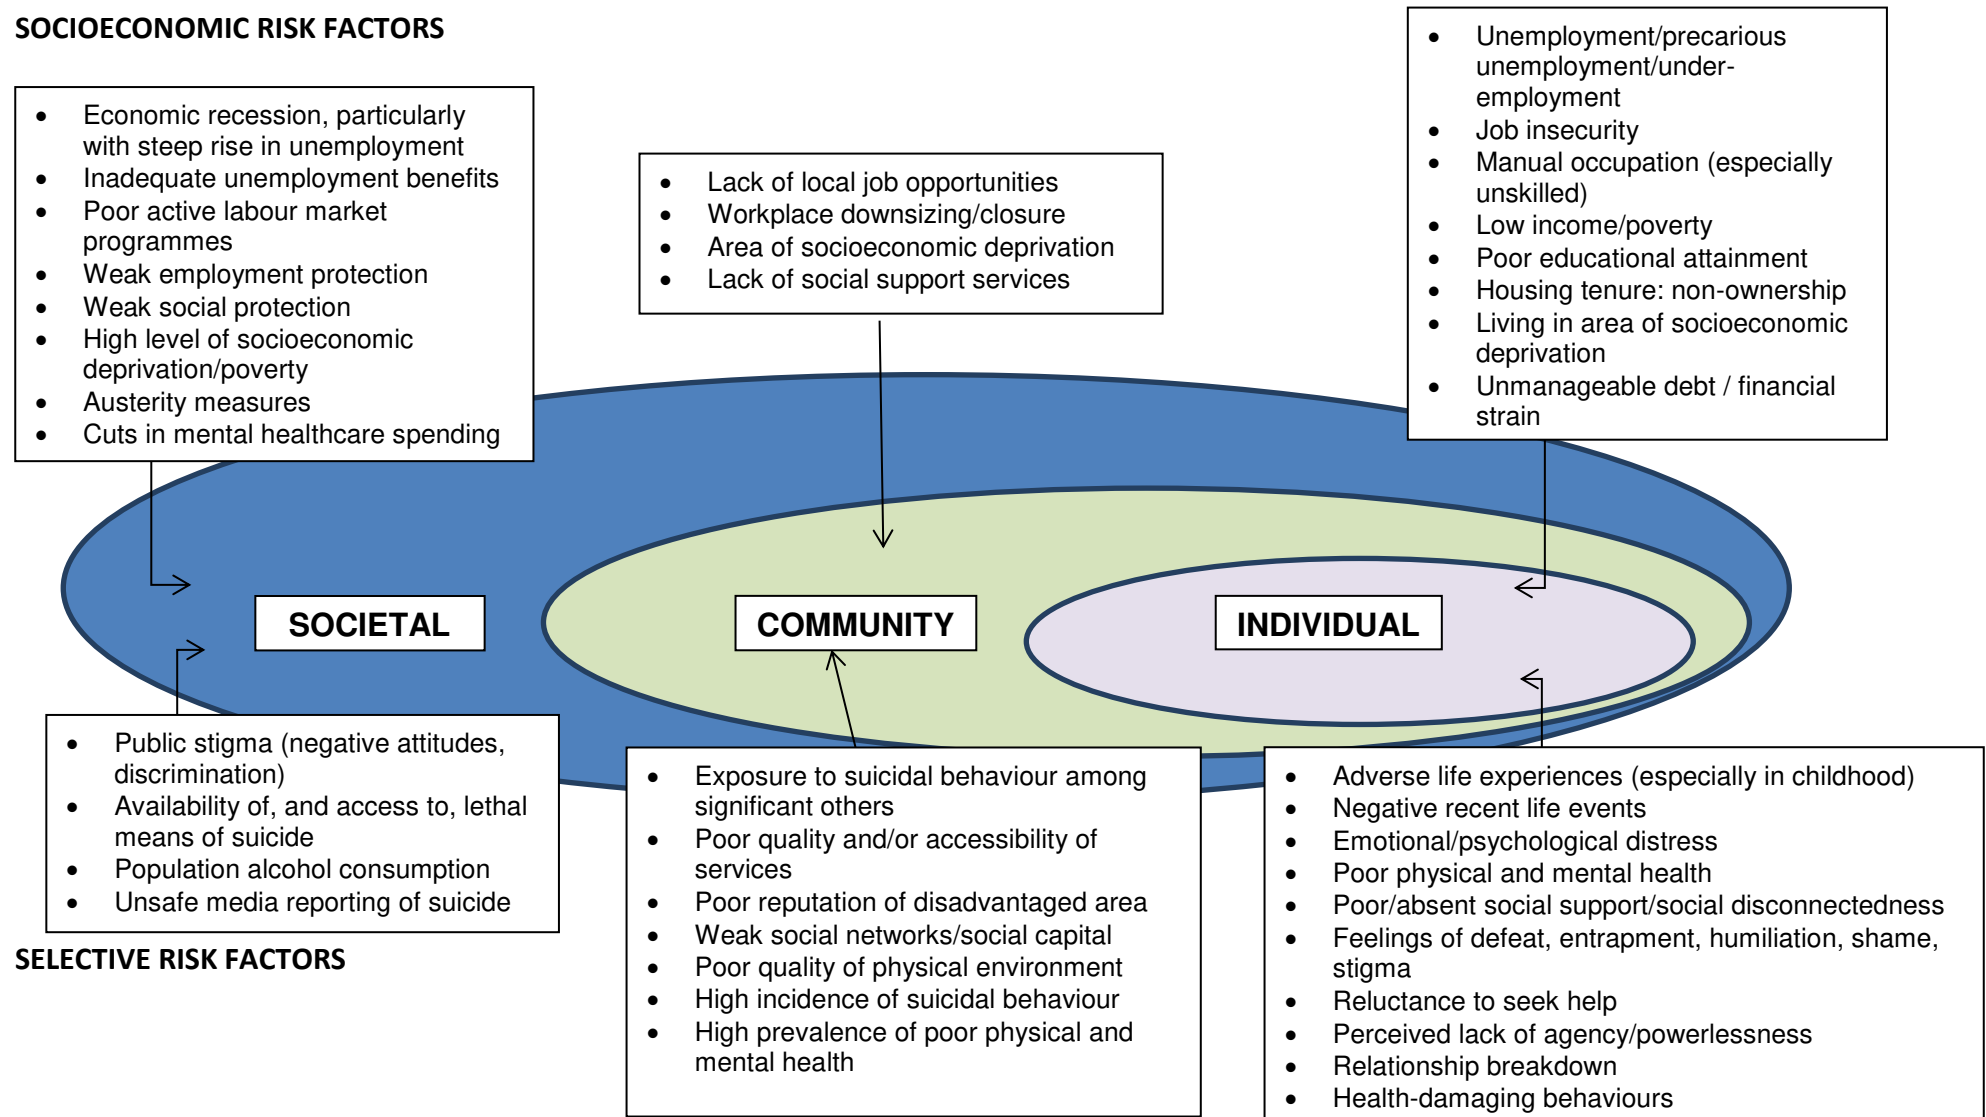 SOCIOECONOMIC RISK FACTORS
• Economic recession, particularly
with steep rise in unemployment
• Inadequate unemployment benefits
• Poor active labour market
programmes
• Weak employment protection
• Weak social protection
• High level of socioeconomic
deprivation/poverty
• Austerity measures
• Cuts in mental healthcare spending
• Lack of local job opportunities
• Workplace downsizing/closure
• Area of socioeconomic deprivation
• Lack of social support services
• Unemployment/precarious
unemployment/under-
employment
• Job insecurity
• Manual occupation (especially
unskilled)
• Low income/poverty
• Poor educational attainment
• Housing tenure: non-ownership
• Living in area of socioeconomic
deprivation
• Unmanageable debt / financial
strain
SOCIETAL
COMMUNITY
INDIVIDUAL
• Public stigma (negative attitudes,
discrimination)
• Availability of, and access to, lethal
means of suicide
• Population alcohol consumption
• Unsafe media reporting of suicide
• Exposure to suicidal behaviour among
significant others
• Poor quality and/or accessibility of
services
• Poor reputation of disadvantaged area
• Weak social networks/social capital
• Poor quality of physical environment
• High incidence of suicidal behaviour
• High prevalence of poor physical and
mental health
• Adverse life experiences (especially in childhood)
• Negative recent life events
• Emotional/psychological distress
• Poor physical and mental health
• Poor/absent social support/social disconnectedness
• Feelings of defeat, entrapment, humiliation, shame,
stigma
• Reluctance to seek help
• Perceived lack of agency/powerlessness
• Relationship breakdown
• Health-damaging behaviours
SELECTIVE RISK FACTORS